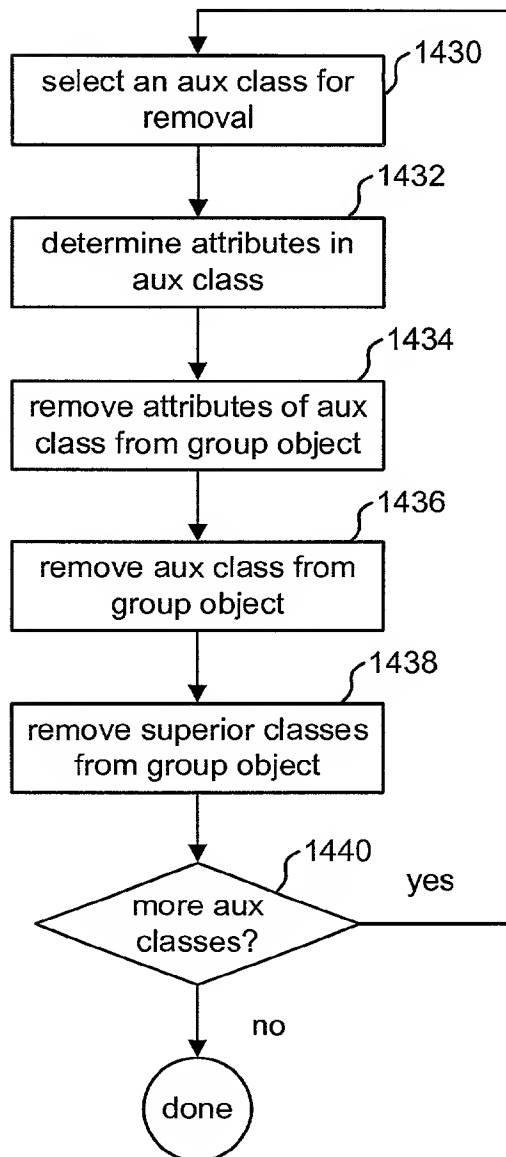 1430
select an aux class for
removal
1432
determine attributes in
aux class
1434
remove attributes of aux
class from group object
1436
remove aux class from
group object
1438
remove superior classes
from group object
1440
more aux
classes?
yes
no
done